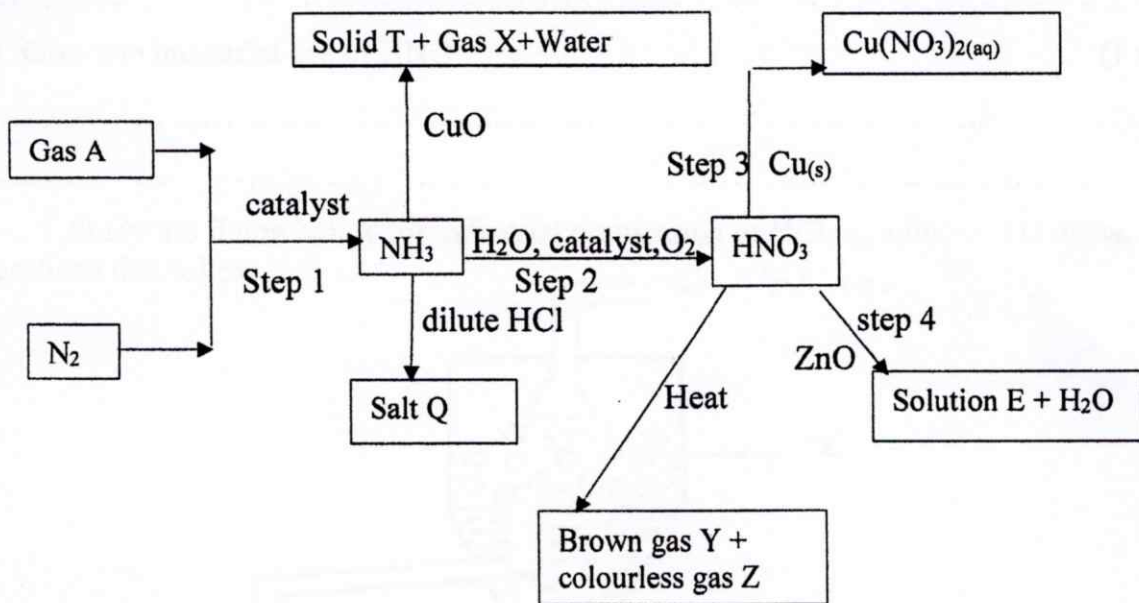 Solid T + Gas X+Water
Cu(NO₃)₂₍ₐq₎
CuO
Gas A
Step 3 Cu₍ₛ₎
catalyst
NH₃
H₂O, catalyst,O₂
HNO₃
Step 1
Step 2
step 4
dilute HCl
ZnO
N₂
Salt Q
Heat
Solution E + H₂O
Brown gas Y +
colourless gas Z